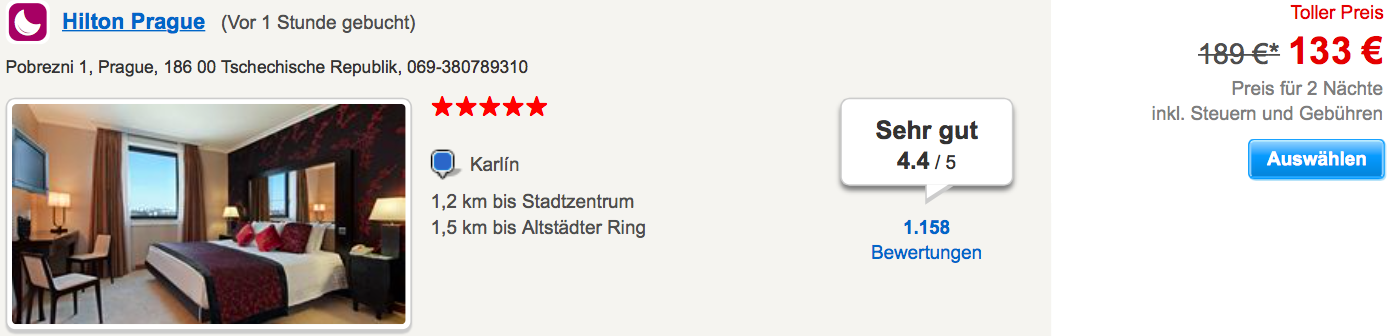 Hilton Prague (Vor 1 Stunde gebucht)
Pobrezni 1, Prague, 186 00 Tschechische Republik, 069-380789310
Karlín
1,2 km bis Stadtzentrum
1,5 km bis Altstädter Ring
Sehr gut
4.4 / 5
1.158
Bewertungen
Toller Preis
189 €* 133 €
Preis für 2 Nächte
inkl. Steuern und Gebühren
Auswählen